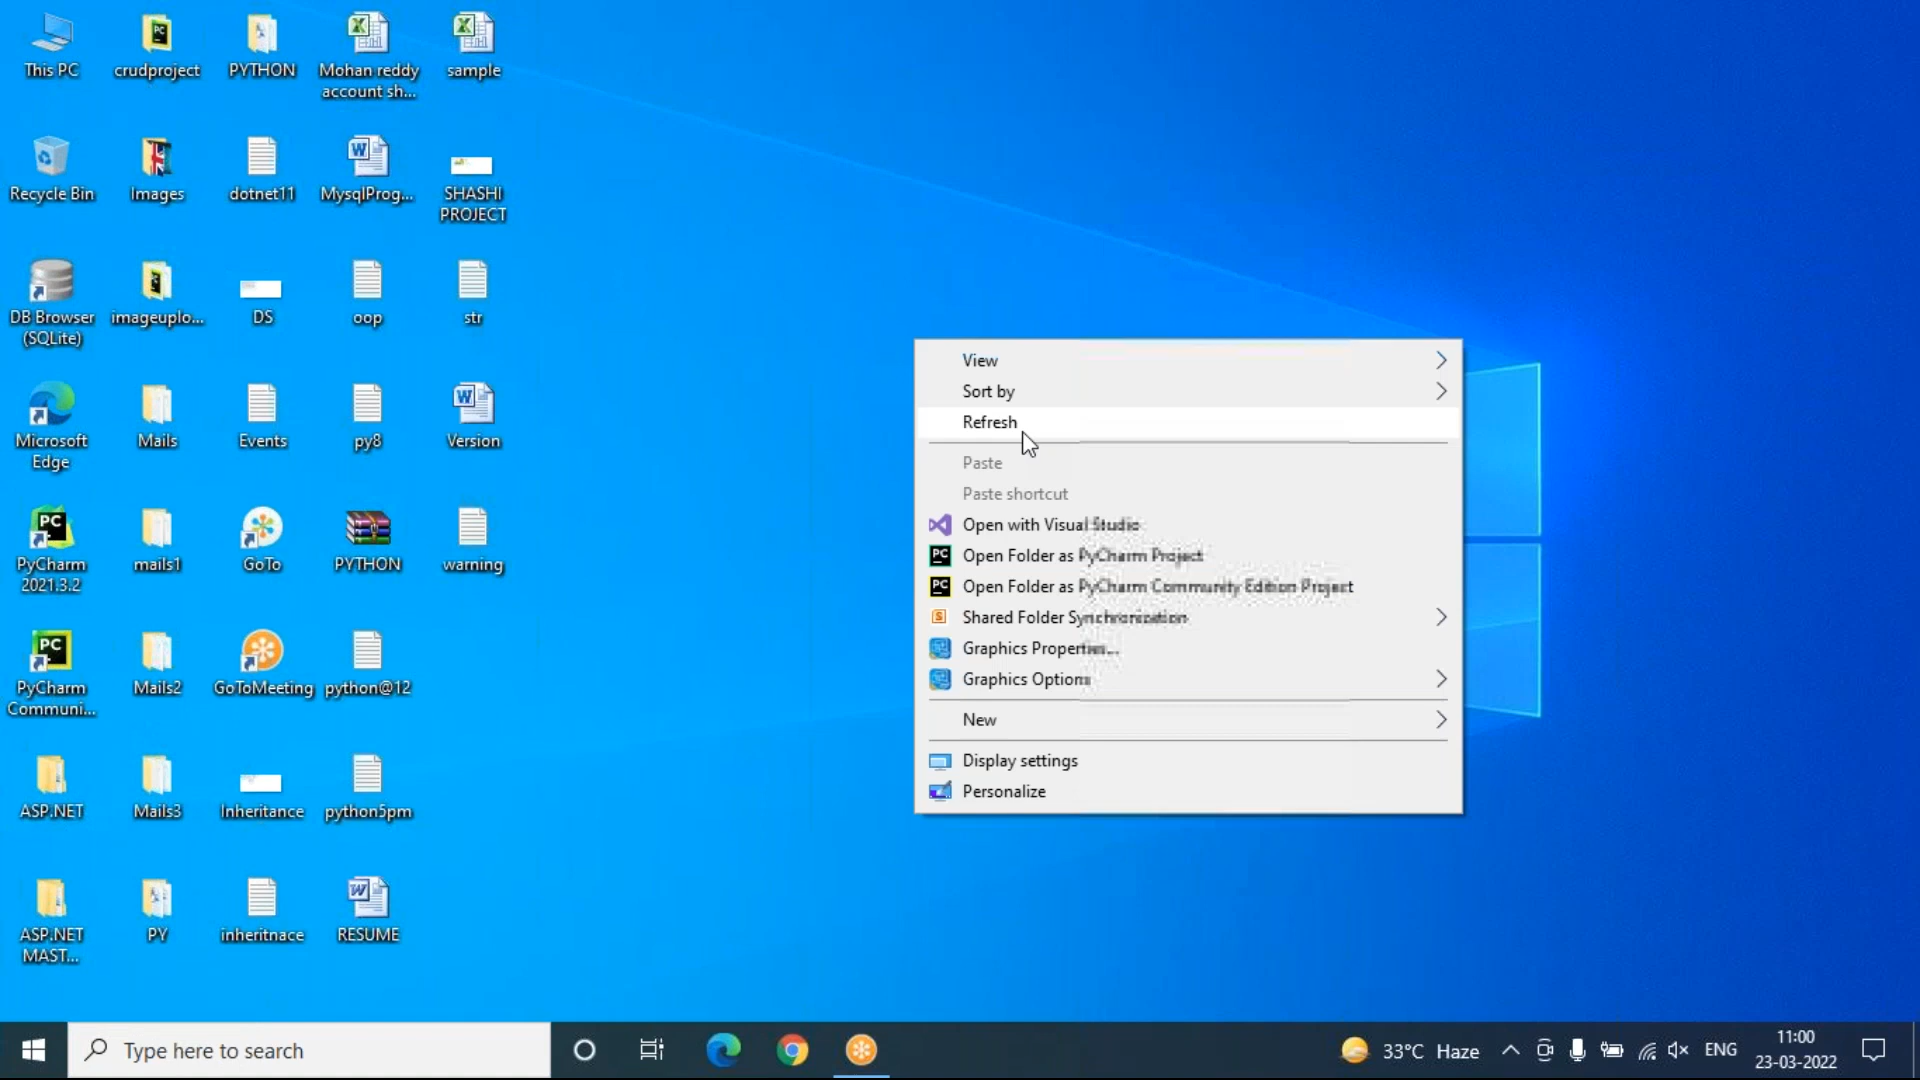 This PC
crudproject
PYTHON
Mohan reddy
account sh...
sample
Recycle Bin
Images
dotnet11
MysqlProg...
SHASHI
PROJECT
DB Browser
(SQLite)
imageuplo...
DS
oop
str
Microsoft
Edge
Mails
Events
py8
Version
PyCharm
2021.3.2
mails1
GoTo
PYTHON
warning
PyCharm
Communi...
Mails2
GoToMeeting
python@12
ASP.NET
Mails3
Inheritance
python5pm
ASP.NET
MAST...
PY
inheritnace
RESUME
View
Sort by
Refresh
Paste
Paste shortcut
Open with Visual Studio
Open Folder as PyCharm Project
Open Folder as PyCharm Community Edition Project
Shared Folder Synchronization
Graphics Properties...
Graphics Options
New
Display settings
Personalize
Type here to search
33°C Haze
ENG
11:00
23-03-2022